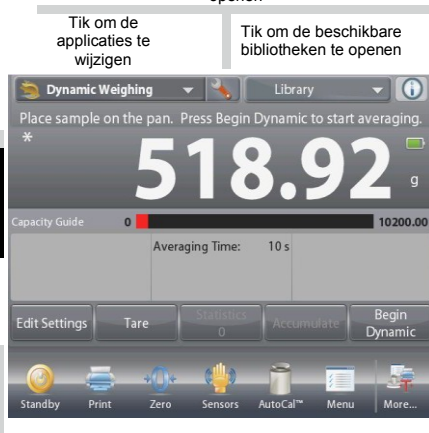 openen
Tik om de
applicaties te
wijzigen
Tik om de beschikbare
bibliotheken te openen
Dynamic Weighing
Library
Place sample on the pan. Press Begin Dynamic to start averaging.
*
518.92
g
Capacity Guide 0 10200.00
Averaging Time: 10 s
Edit Settings
Tare
Statistics
0
Accumulate
Begin
Dynamic
Standby
Print
Zero
Sensors
AutoCal™
Menu
More...